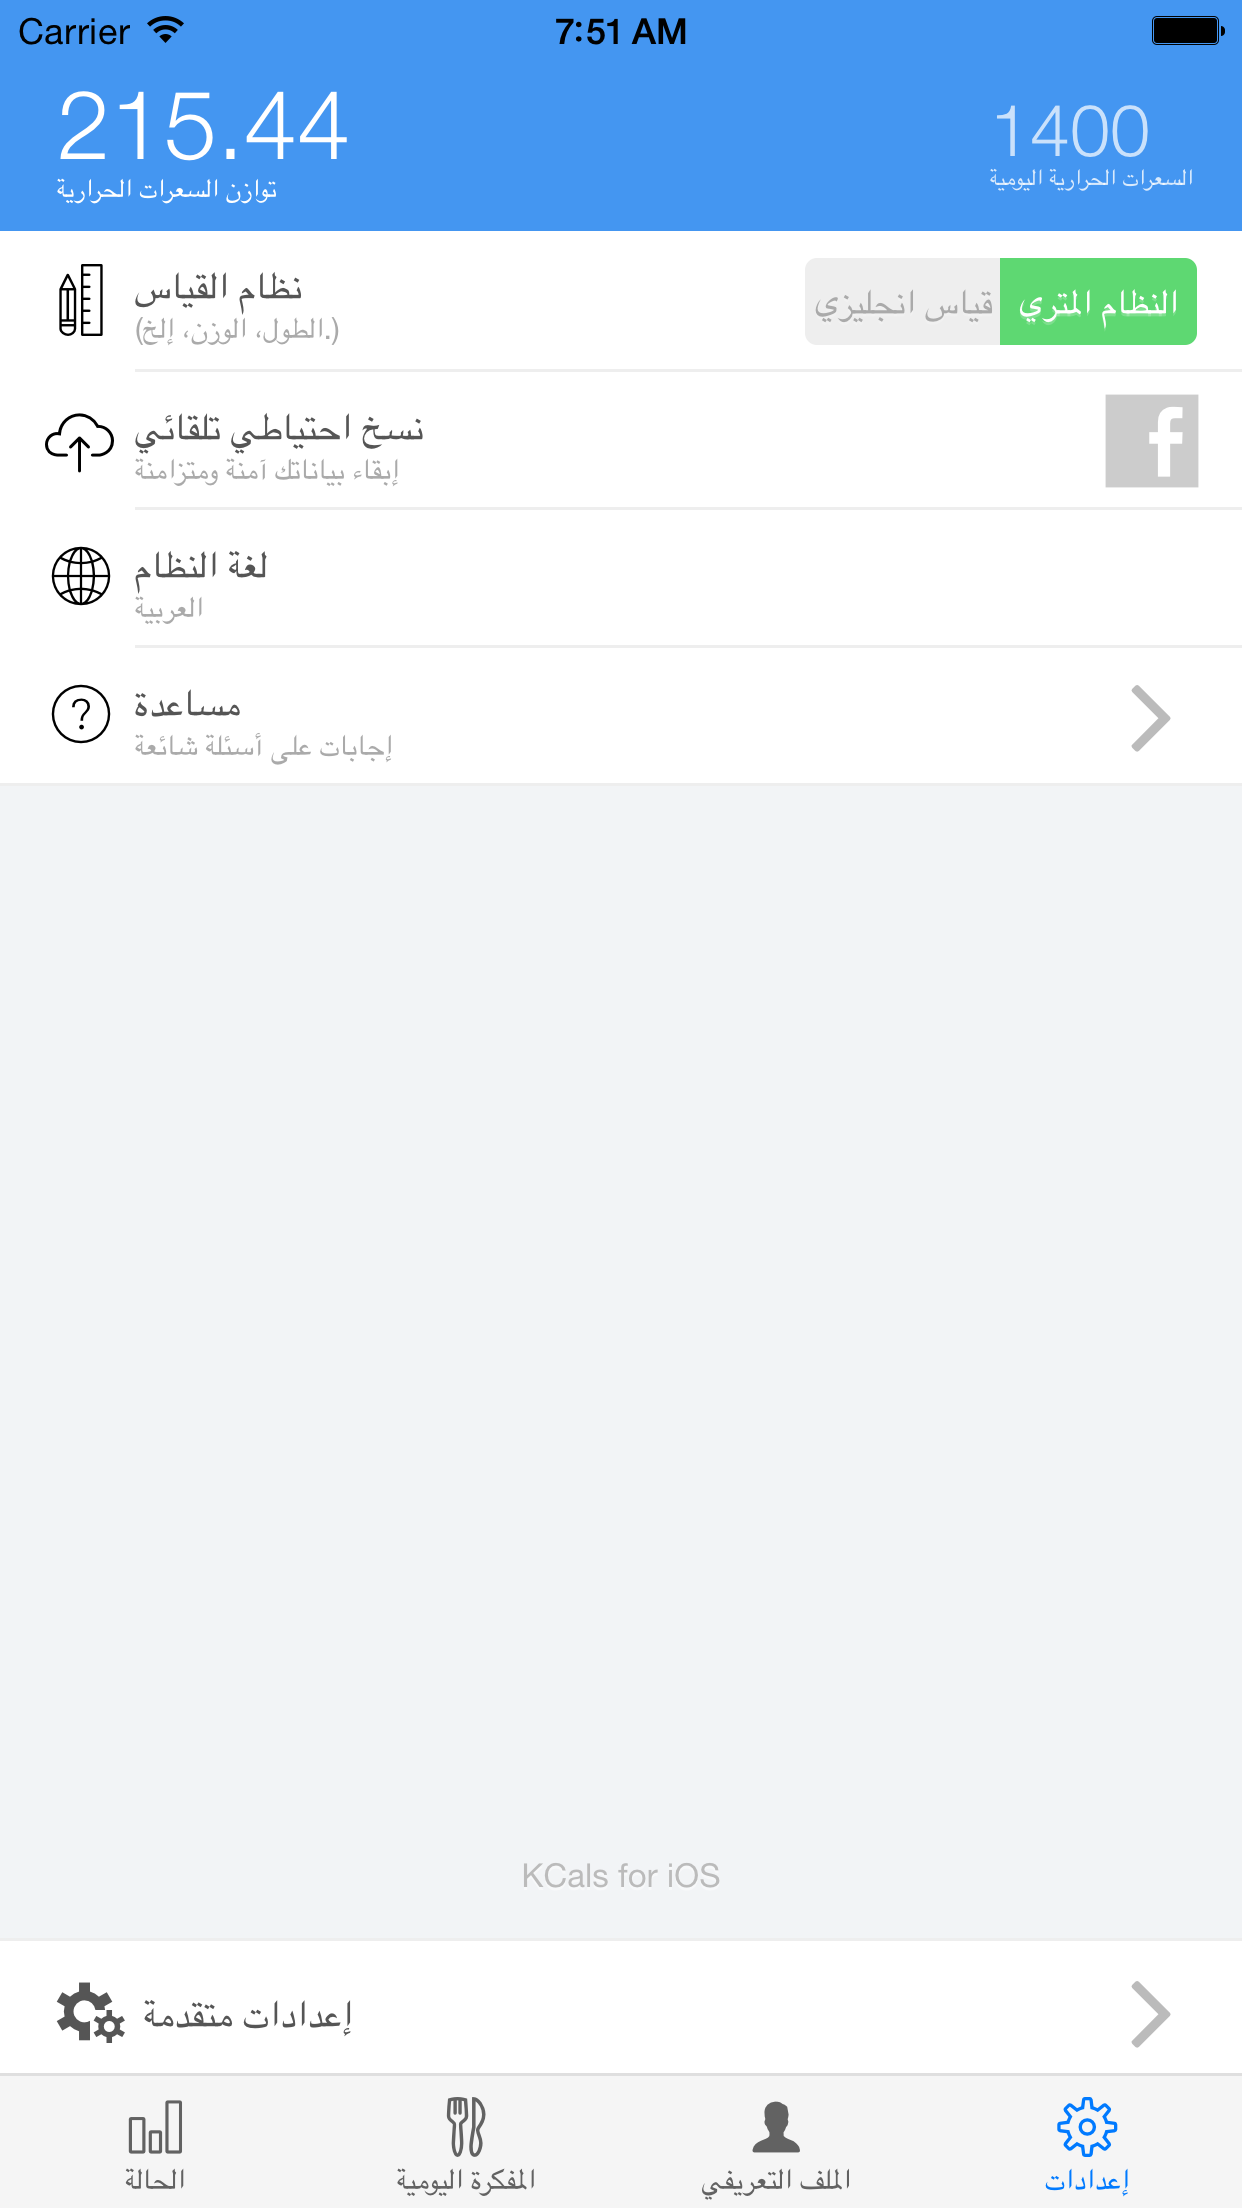 Carrier 7:51 AM
215.44
توازن السعرات الحرارية
1400
السعرات الحرارية اليومية
نظام القياس
(الطول، الوزن، إلخ.)
قياس انجليزي
النظام المتري
نسخ احتياطي تلقائي
إبقاء بياناتك آمنة ومتزامنة
f
لغة النظام
العربية
?
مساعدة
إجابات على أسئلة شائعة
KCals for iOS
إعدادات متقدمة
الحالة
المفكرة اليومية
الملف التعريفي
إعدادات